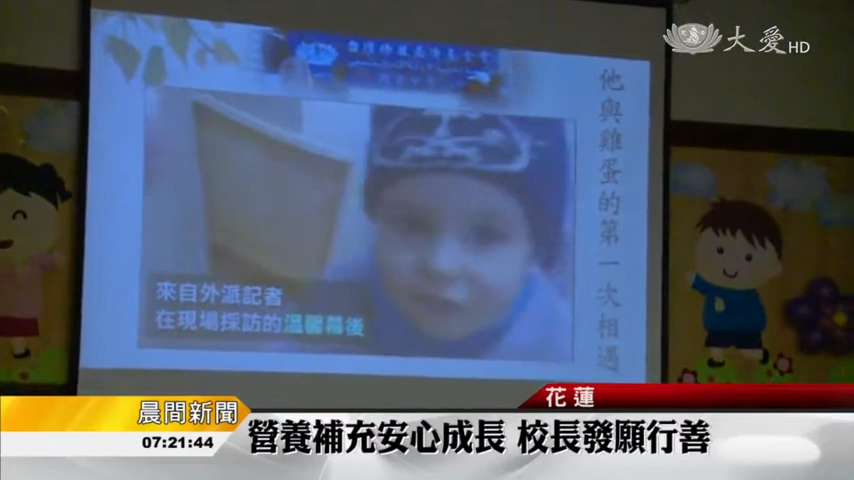 大愛HD
他與雞蛋的第一次相遇
來自外派記者
在現場採訪的溫馨幕後
花蓮
晨間新聞
營養補充安心成長 校長發願行善
07:21:44